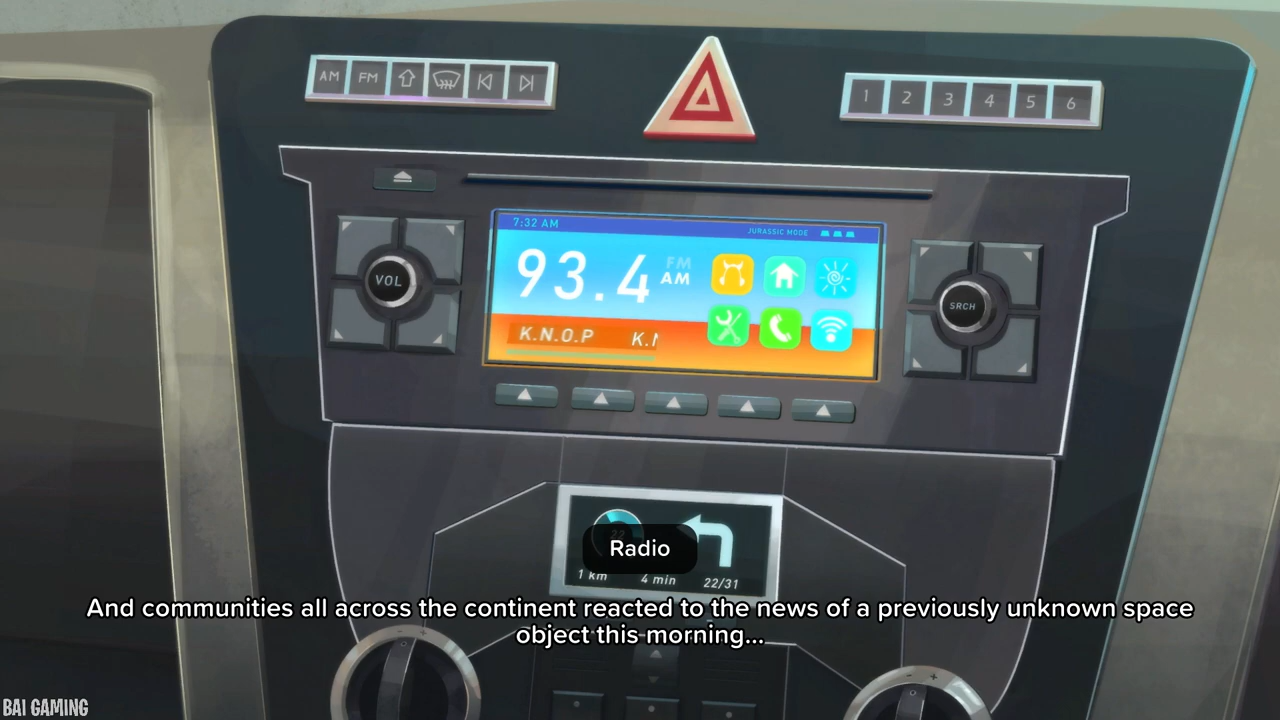 AM FM
1 2 3 4 5 6
7:32 AM JURASSIC MODE
93.4 FM AM
VOL
SRCH
K.N.O.P K.N
Radio
1 km 4 min 22/31
And communities all across the continent reacted to the news of a previously unknown space
object this morning...
BAI GAMING